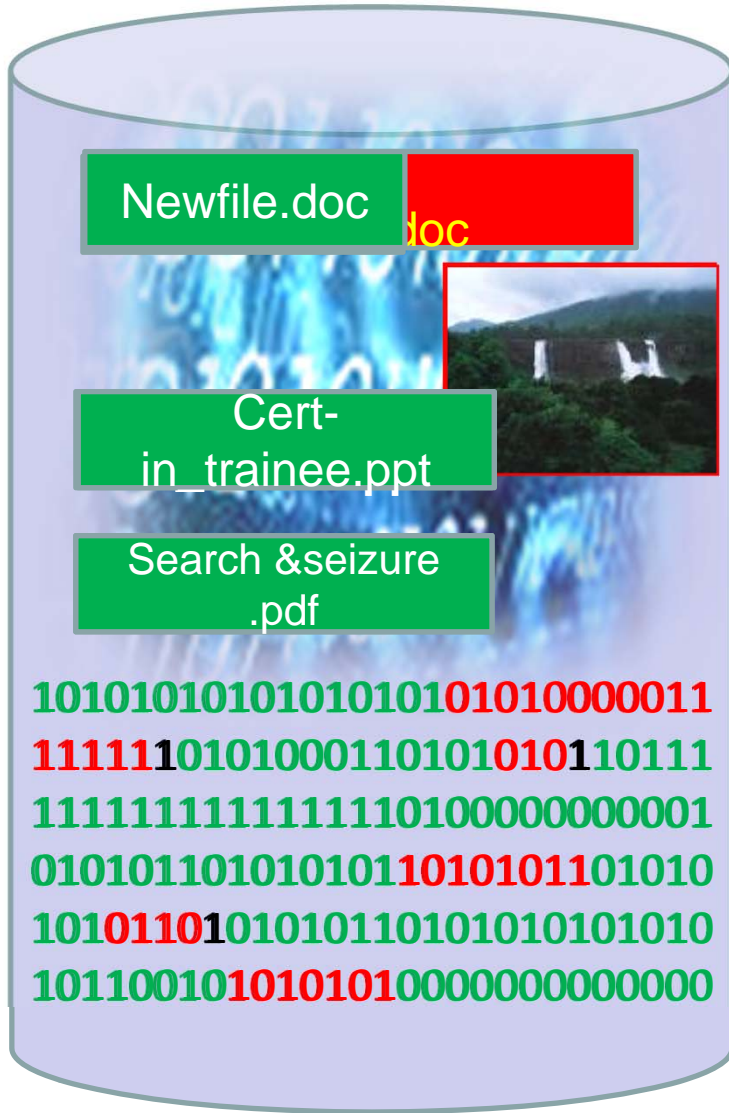 Newfile.doc
doc
Cert-
in_trainee.ppt
Search &seizure
.pdf
1010101010101010101010000011
1111110101000110101010110111
1111111111111110100000000001
0101011010101011010101101010
1010110101010110101010101010
1011001010101010000000000000